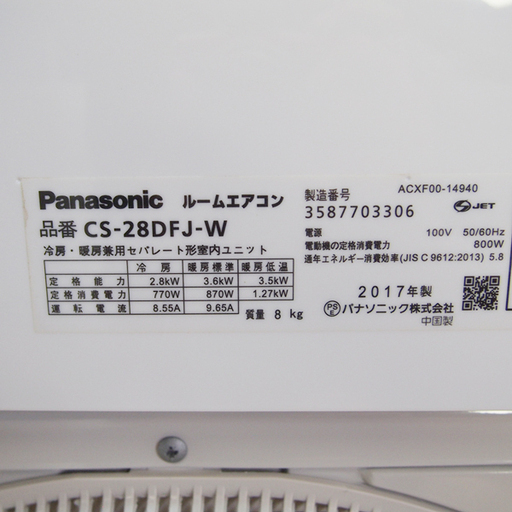 Panasonic ルームエアコン
品番 CS-28DFJ-W
冷房・暖房兼用セパレート形室内ユニット
冷房 暖房標準 暖房低温
定格能力 2.8kW 3.6kW 3.5kW
定格消費電力 770W 870W 1.27kW
運転電流 8.55A 9.65A
質量 8 kg
ACXF00-14940
製造番号
3587703306
JET
電源 100V 50/60Hz
電動機の定格消費電力 800W
通年エネルギー消費効率(JIS C 9612:2013) 5.8
2017年製
PS E パナソニック株式会社
中国製